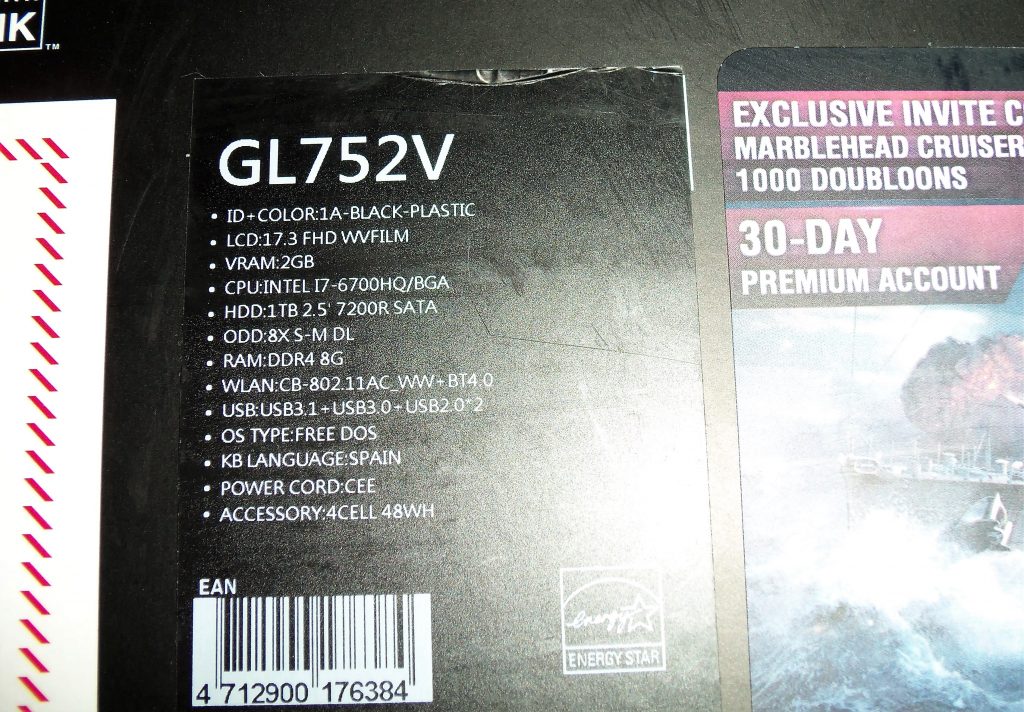 IK
TM
GL752V
• ID+COLOR:1A-BLACK-PLASTIC
• LCD:17.3 FHD WVFILM
• VRAM:2GB
• CPU:INTEL I7-6700HQ/BGA
• HDD:1TB 2.5' 7200R SATA
• ODD:8X S-M DL
• RAM:DDR4 8G
• WLAN:CB-802.11AC_WW+BT4.0
• USB:USB3.1+USB3.0+USB2.0*2
• OS TYPE:FREE DOS
• KB LANGUAGE:SPAIN
• POWER CORD:CEE
• ACCESSORY:4CELL 48WH
EAN
4 712900 176384
energy
ENERGY STAR
EXCLUSIVE INVITE C
MARBLEHEAD CRUISER
1000 DOUBLOONS
30-DAY
PREMIUM ACCOUNT